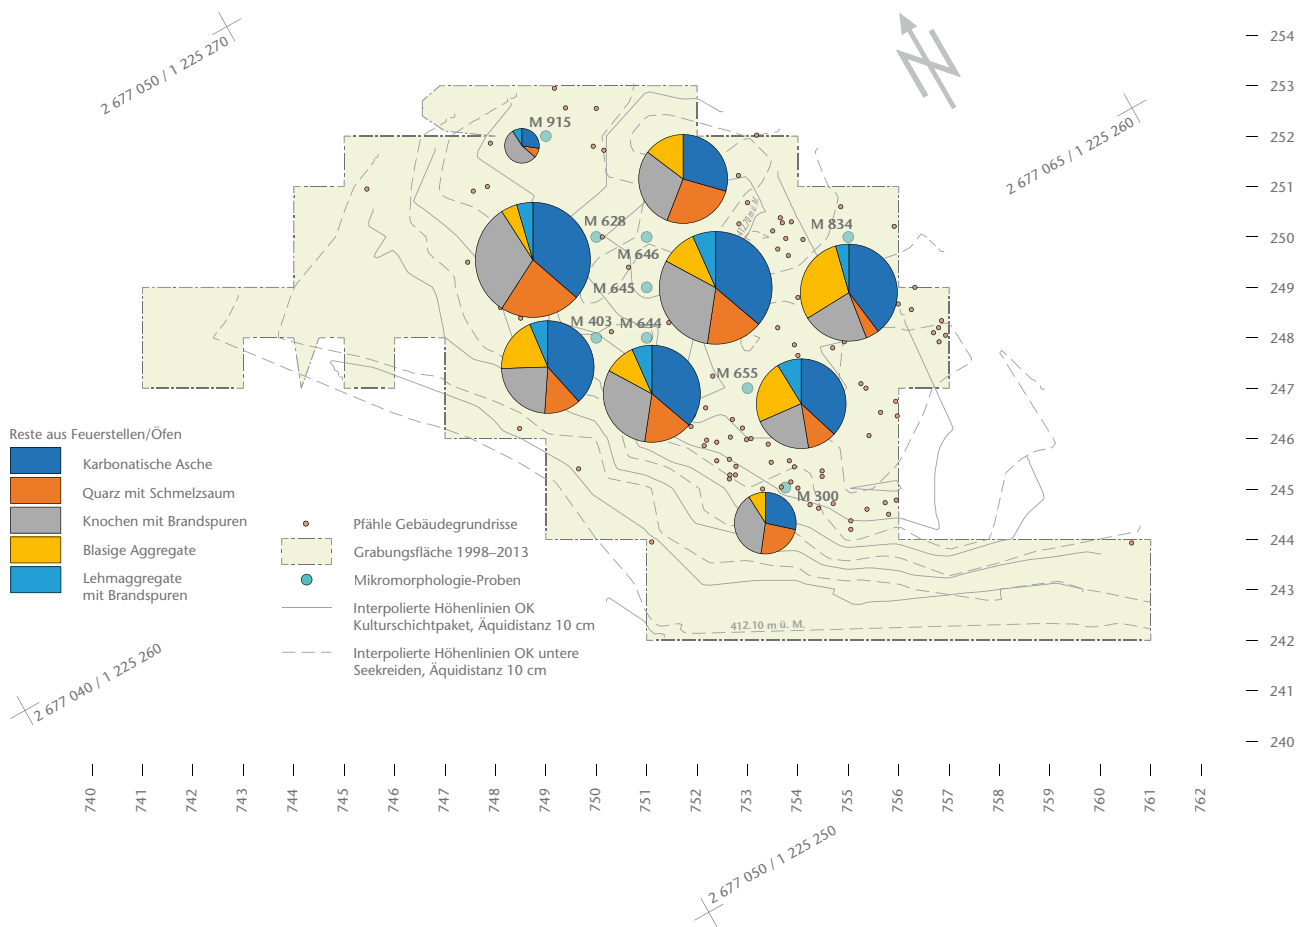 2 677 050 / 1 225 270
2 677 065 / 1 225 260
254
253
252
251
250
249
248
247
246
245
244
243
242
241
240
M 915
M 628
M 646
M 834
M 645
M 403
M 644
M 655
M 300
412.70 m ü. M.
412.10 m ü. M.
Reste aus Feuerstellen/Öfen
Karbonatische Asche
Quarz mit Schmelzsaum
Knochen mit Brandspuren
Blasige Aggregate
Lehmaggregate
mit Brandspuren
Pfähle Gebäudegrundrisse
Grabungsfläche 1998–2013
Mikromorphologie-Proben
Interpolierte Höhenlinien OK
Kulturschichtpaket, Äquidistanz 10 cm
Interpolierte Höhenlinien OK untere
Seekreiden, Äquidistanz 10 cm
2 677 040 / 1 225 260
740
741
742
743
744
745
746
747
748
749
750
751
752
753
754
755
756
757
758
759
760
761
762
2 677 050 / 1 225 250